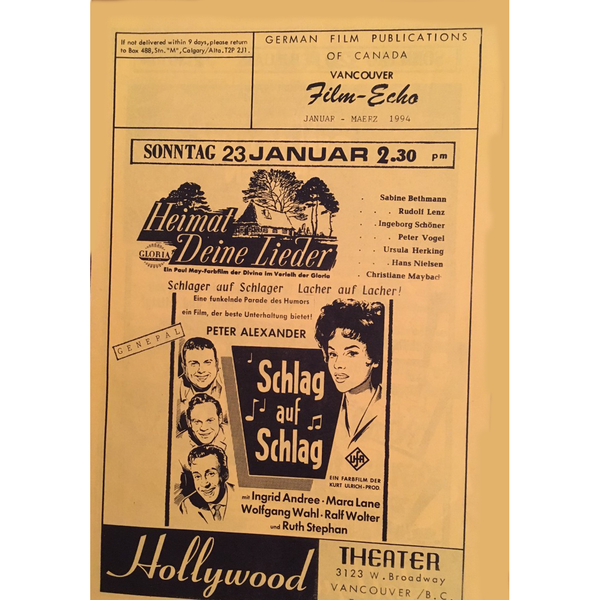 If not delivered within 9 days, please return
to Box 488, Stn. "M", Calgary/Alta. T2P 2J1.
GERMAN FILM PUBLICATIONS
OF CANADA
VANCOUVER
Film-Echo
JANUAR - MAERZ 1994
SONNTAG 23 JANUAR 2.30 pm
Heimat
Deine Lieder
GLORIA
Ein Paul May-Farbfilm der Divina im Verleih der Gloria
Sabine Bethmann
Rudolf Lenz
Ingeborg Schöner
Peter Vogel
Ursula Herking
Hans Nielsen
Christiane Maybach
Schlager auf Schlager Lacher auf Lacher!
Eine funkelnde Parade des Humors
ein Film, der beste Unterhaltung bietet!
GENERAL
PETER ALEXANDER
Schlag
auf
Schlag
UFA
EIN FARBFILM DER
KURT ULRICH-PROD.
mit Ingrid Andree · Mara Lane
Wolfgang Wahl · Ralf Wolter
und Ruth Stephan
Hollywood
THEATER
3123 W. Broadway
VANCOUVER /B.C.